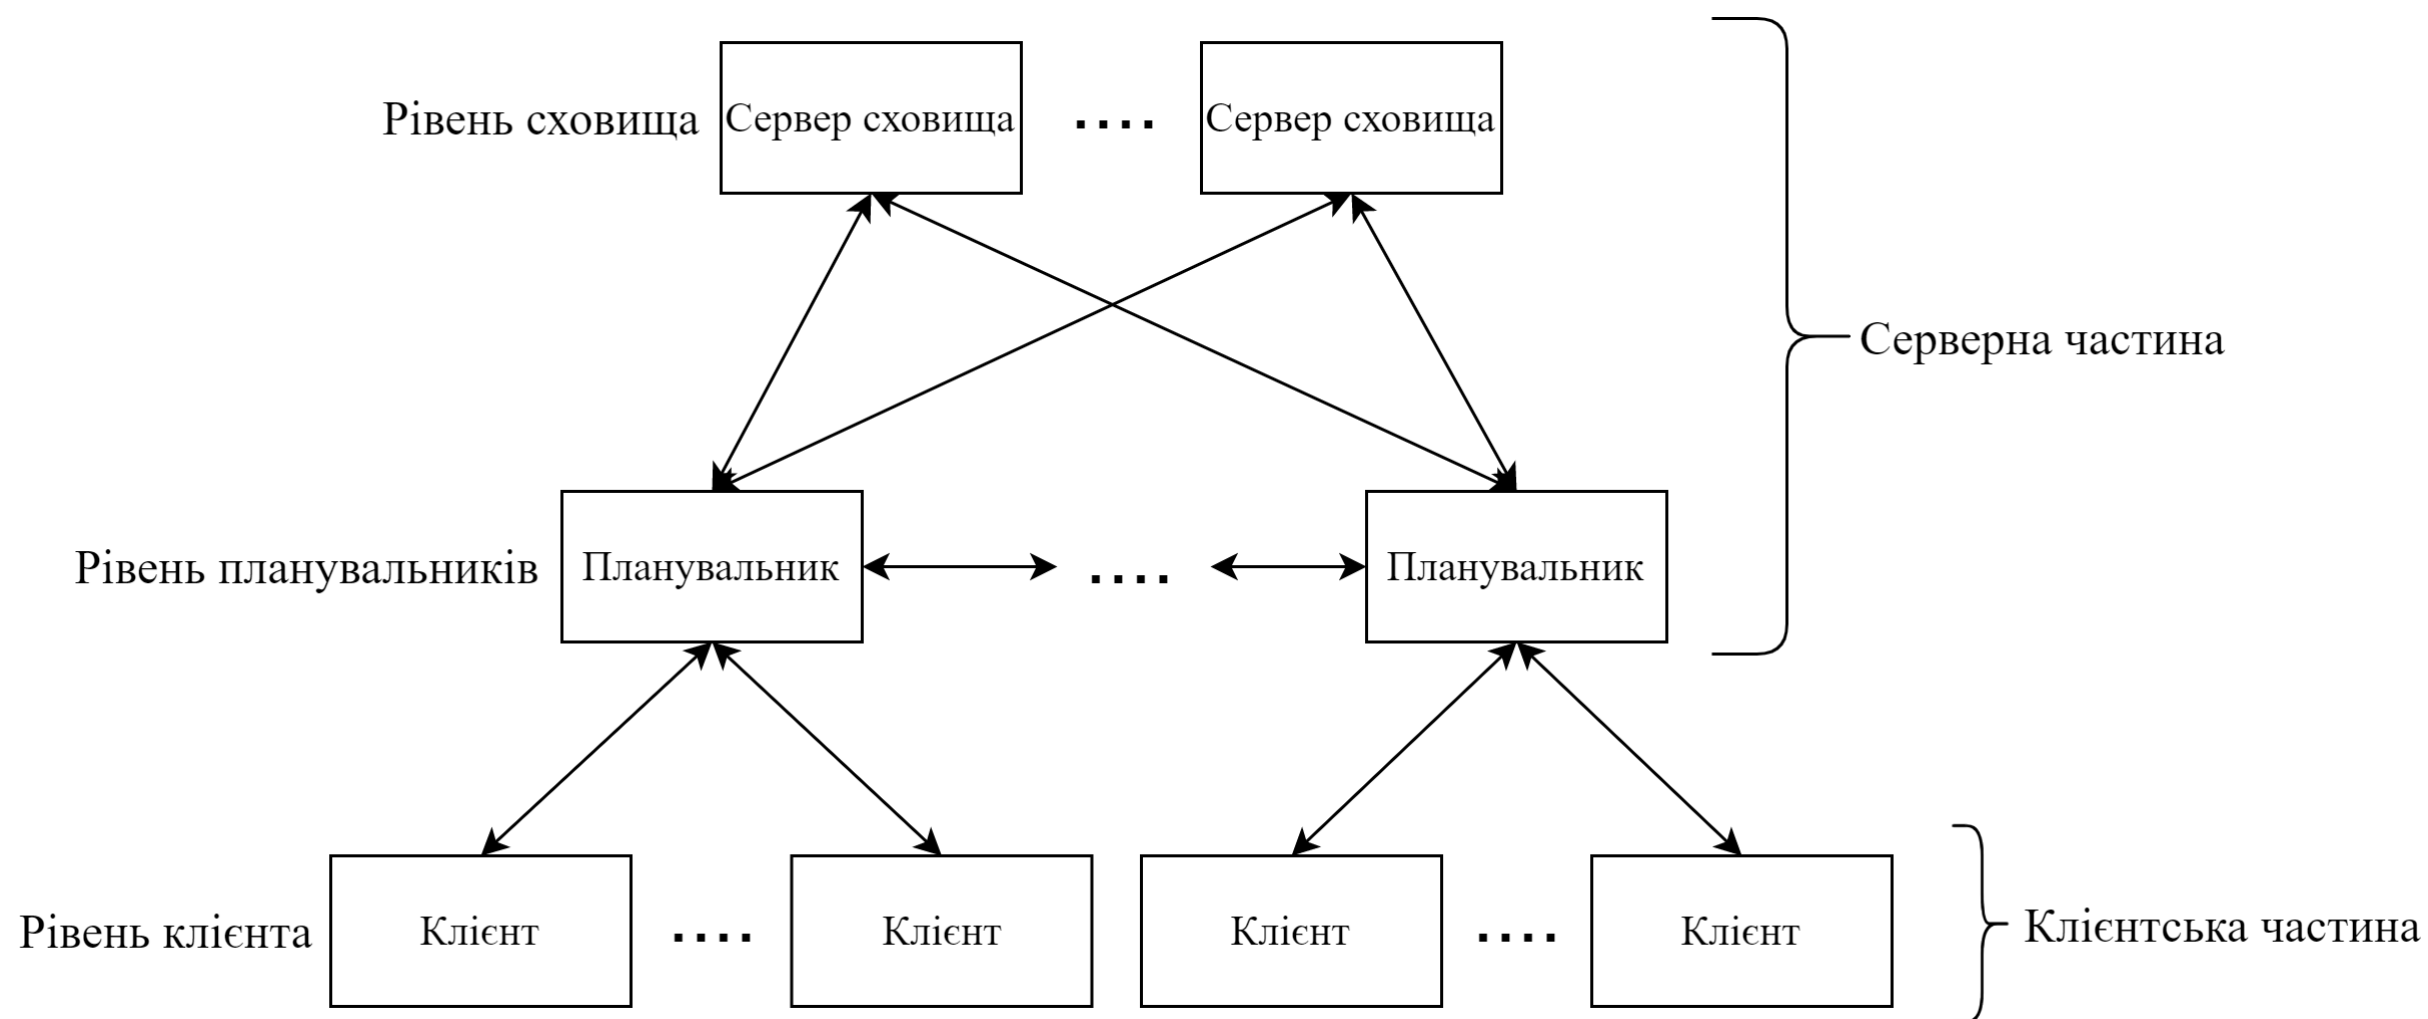 Рівень сховища
Сервер сховища
....
Сервер сховища
Серверна частина
Рівень планувальників
Планувальник
....
Планувальник
Рівень клієнта
Клієнт
....
Клієнт
Клієнт
....
Клієнт
Клієнтська частина